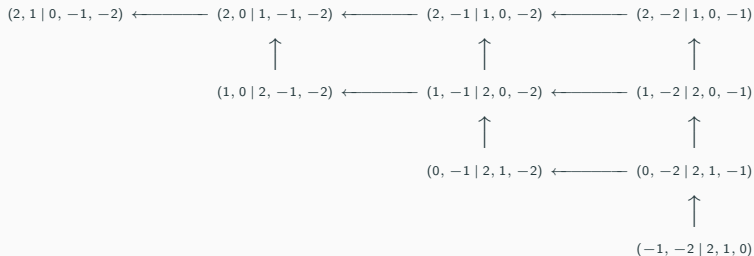 (2, 1 | 0, −1, −2) ← (2, 0 | 1, −1, −2) ← (2, −1 | 1, 0, −2) ← (2, −2 | 1, 0, −1)
↑ ↑ ↑
(1, 0 | 2, −1, −2) ← (1, −1 | 2, 0, −2) ← (1, −2 | 2, 0, −1)
↑ ↑
(0, −1 | 2, 1, −2) ← (0, −2 | 2, 1, −1)
↑
(−1, −2 | 2, 1, 0)